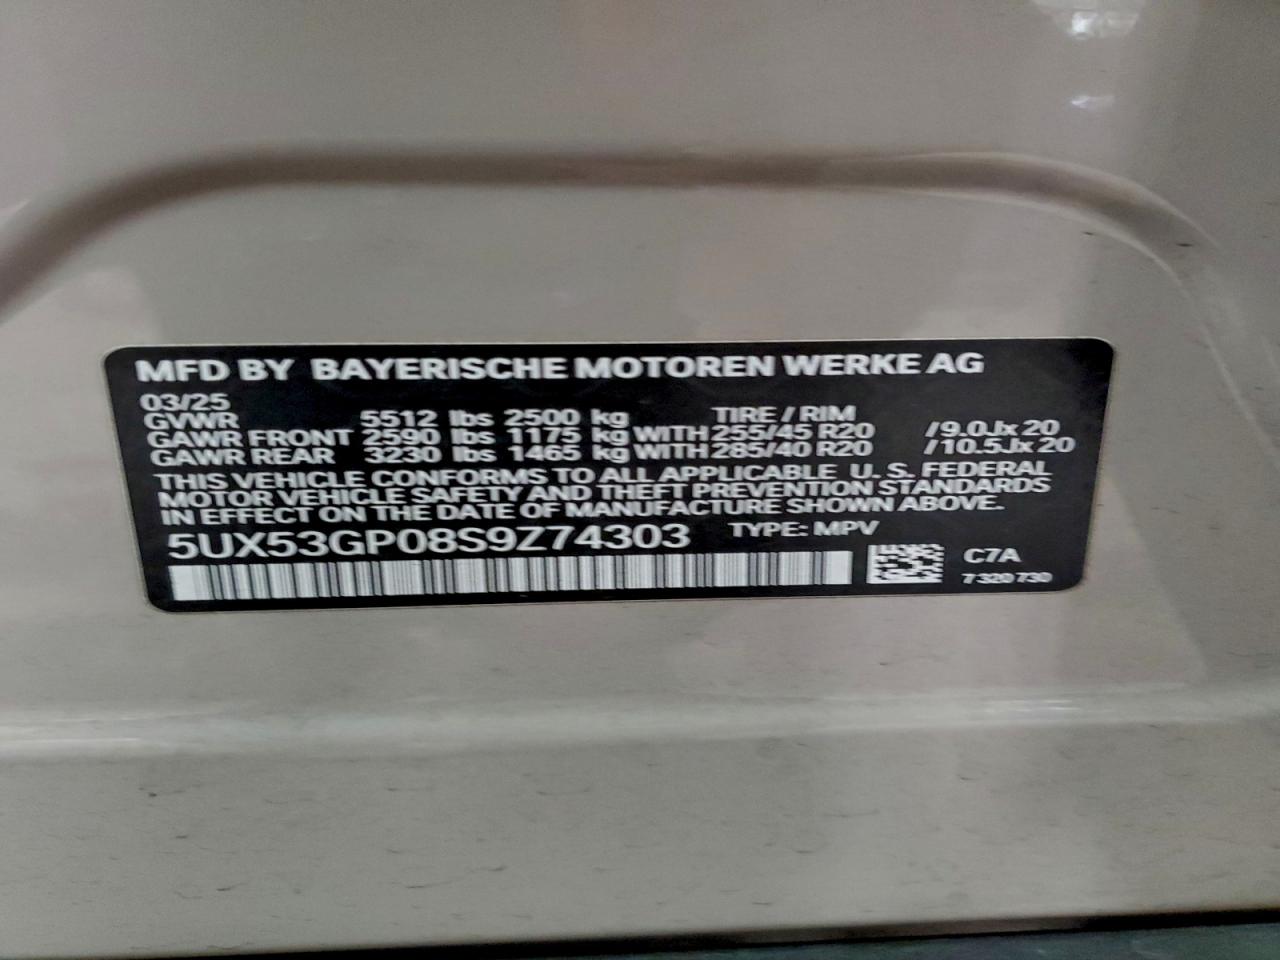 MFD BY BAYERISCHE MOTOREN WERKE AG
03/25
GVWR 5512 lbs 2500 kg TIRE / RIM
GAWR FRONT 2590 lbs 1175 kg WITH 255/45 R20 /9.0Jx20
GAWR REAR 3230 lbs 1465 kg WITH 285/40 R20 /10.5Jx20
THIS VEHICLE CONFORMS TO ALL APPLICABLE U.S. FEDERAL
MOTOR VEHICLE SAFETY AND THEFT PREVENTION STANDARDS
IN EFFECT ON THE DATE OF MANUFACTURE SHOWN ABOVE.
5UX53GP08S9Z74303 TYPE: MPV
C7A
7 320 730